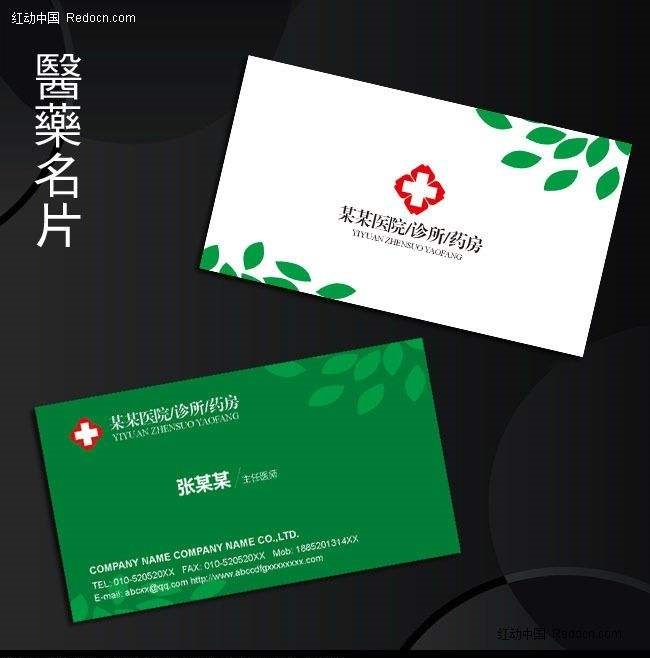 红动中国 Redocn.com
醫藥名片
某某医院/诊所/药房
YIYUAN ZHENSUO YAOFANG
某某医院/诊所/药房
YIYUAN ZHENSUO YAOFANG
张某某/主任医师
COMPANY NAME COMPANY NAME CO.,LTD.
TEL: 010-520520XX FAX: 010-520520XX Mob: 1885201314XX
E-mail: abcxx@qq.com http://www.abccdfgxxxxxxxx.com
红动中国 Redocn.com